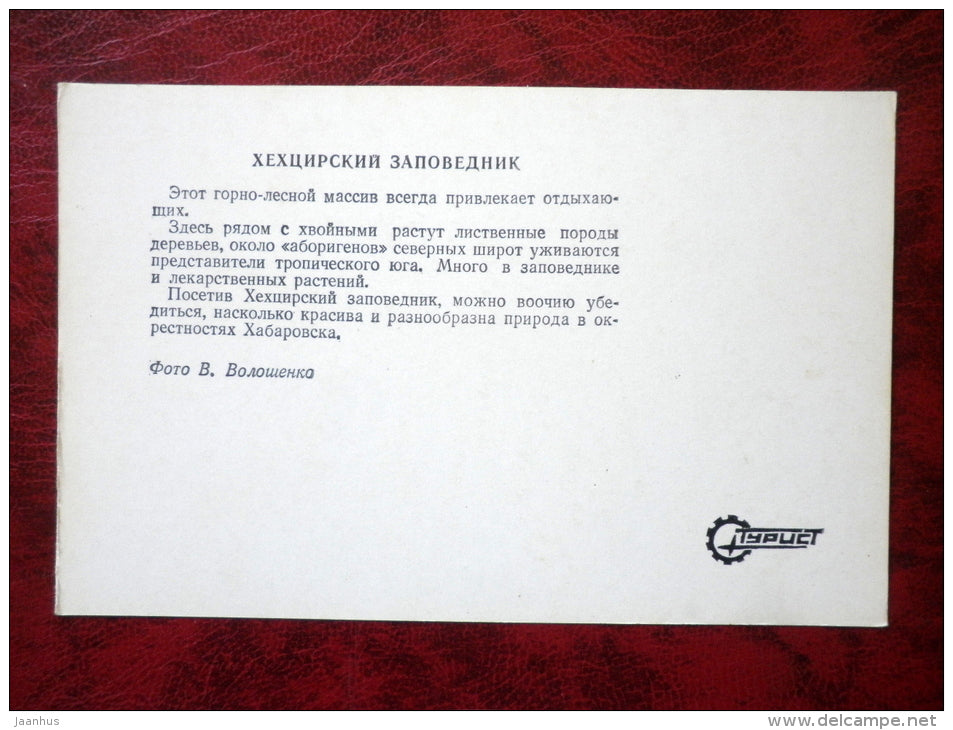 ХЕХЦИРСКИЙ ЗАПОВЕДНИК
Этот горно-лесной массив всегда привлекает отдыхаю-
щих.
Здесь рядом с хвойными растут лиственные породы
деревьев, около «аборигенов» северных широт уживаются
представители тропического юга. Много в заповеднике
и лекарственных растений.
Посетив Хехцирский заповедник, можно воочию убе-
диться, насколько красива и разнообразна природа в ок-
рестностях Хабаровска.
Фото В. Волошенко
ТУРИСТ
Jaanhus
www.delcampe.net